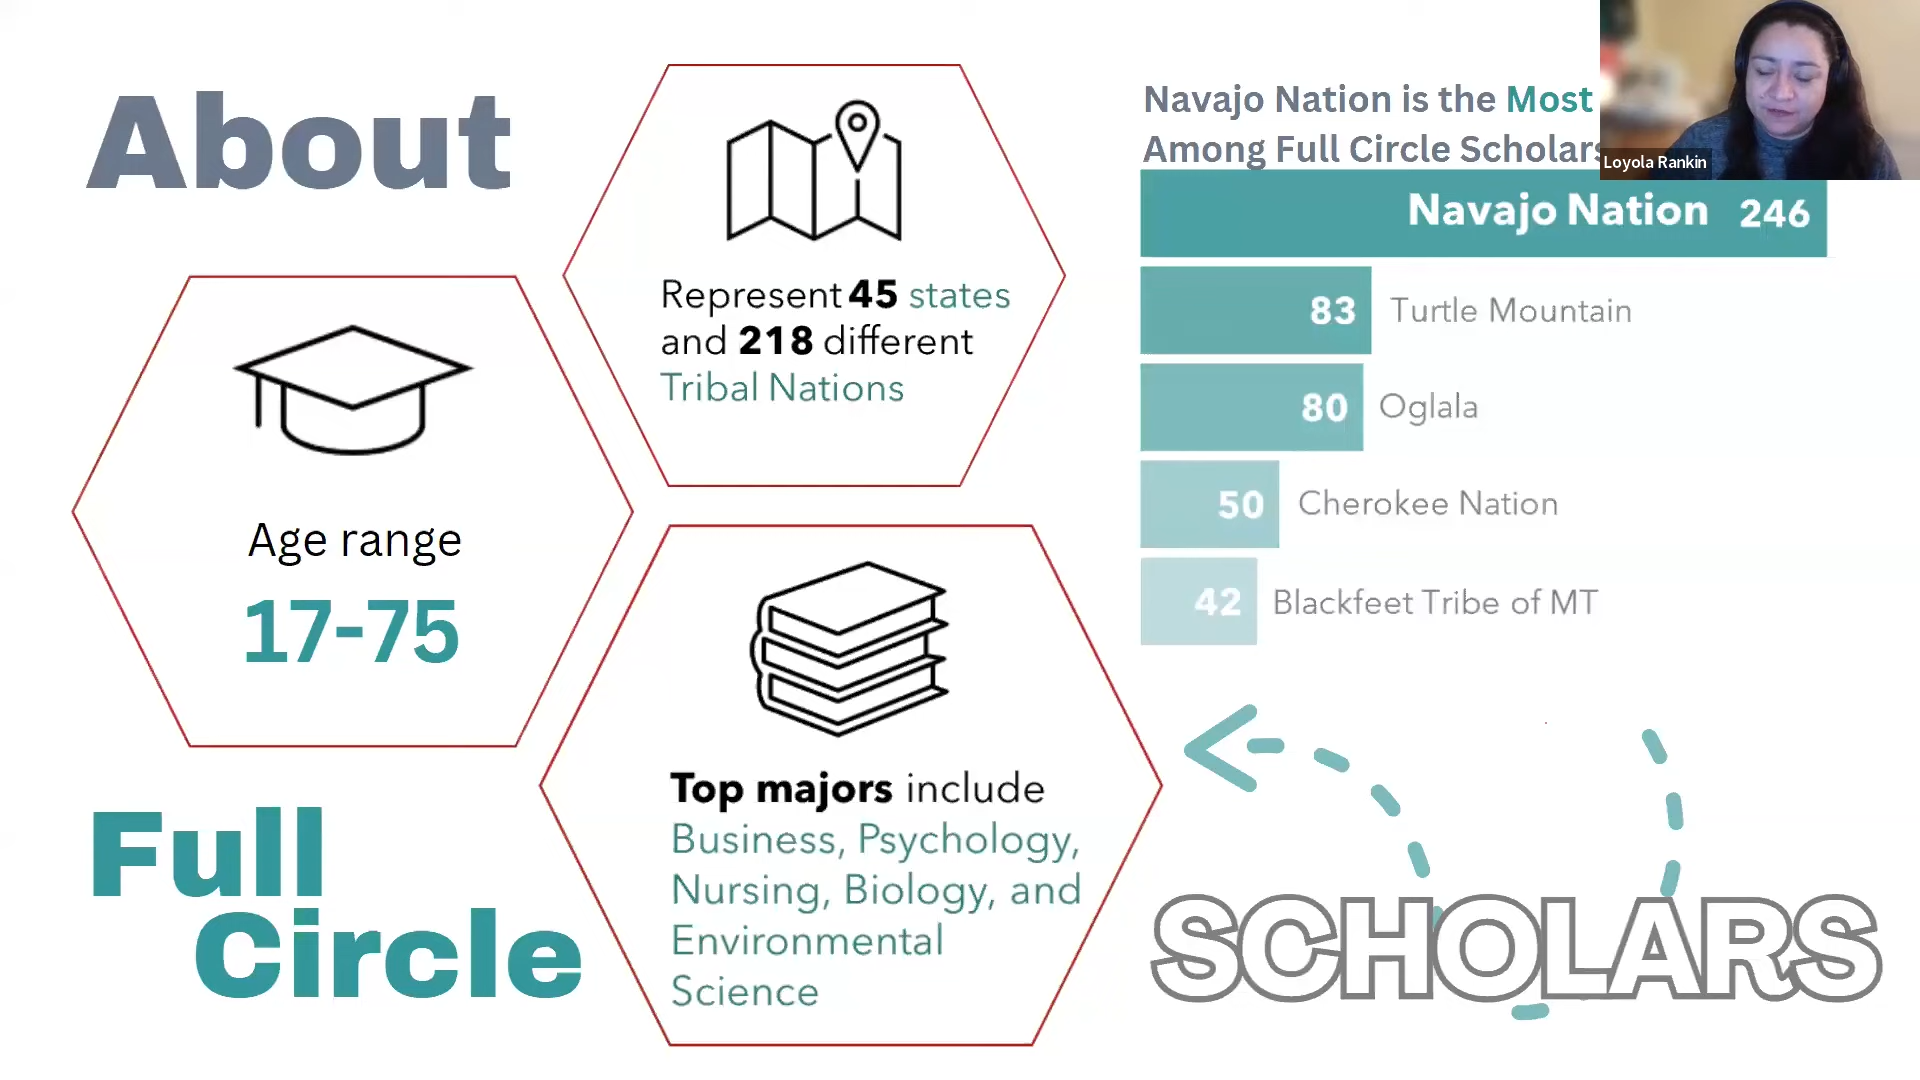 About
Full
Circle
SCHOLARS
Age range
17-75
Represent 45 states
and 218 different
Tribal Nations
Top majors include
Business, Psychology,
Nursing, Biology, and
Environmental
Science
Navajo Nation is the Most
Among Full Circle Scholars
Navajo Nation 246
83 Turtle Mountain
80 Oglala
50 Cherokee Nation
42 Blackfeet Tribe of MT
Loyola Rankin